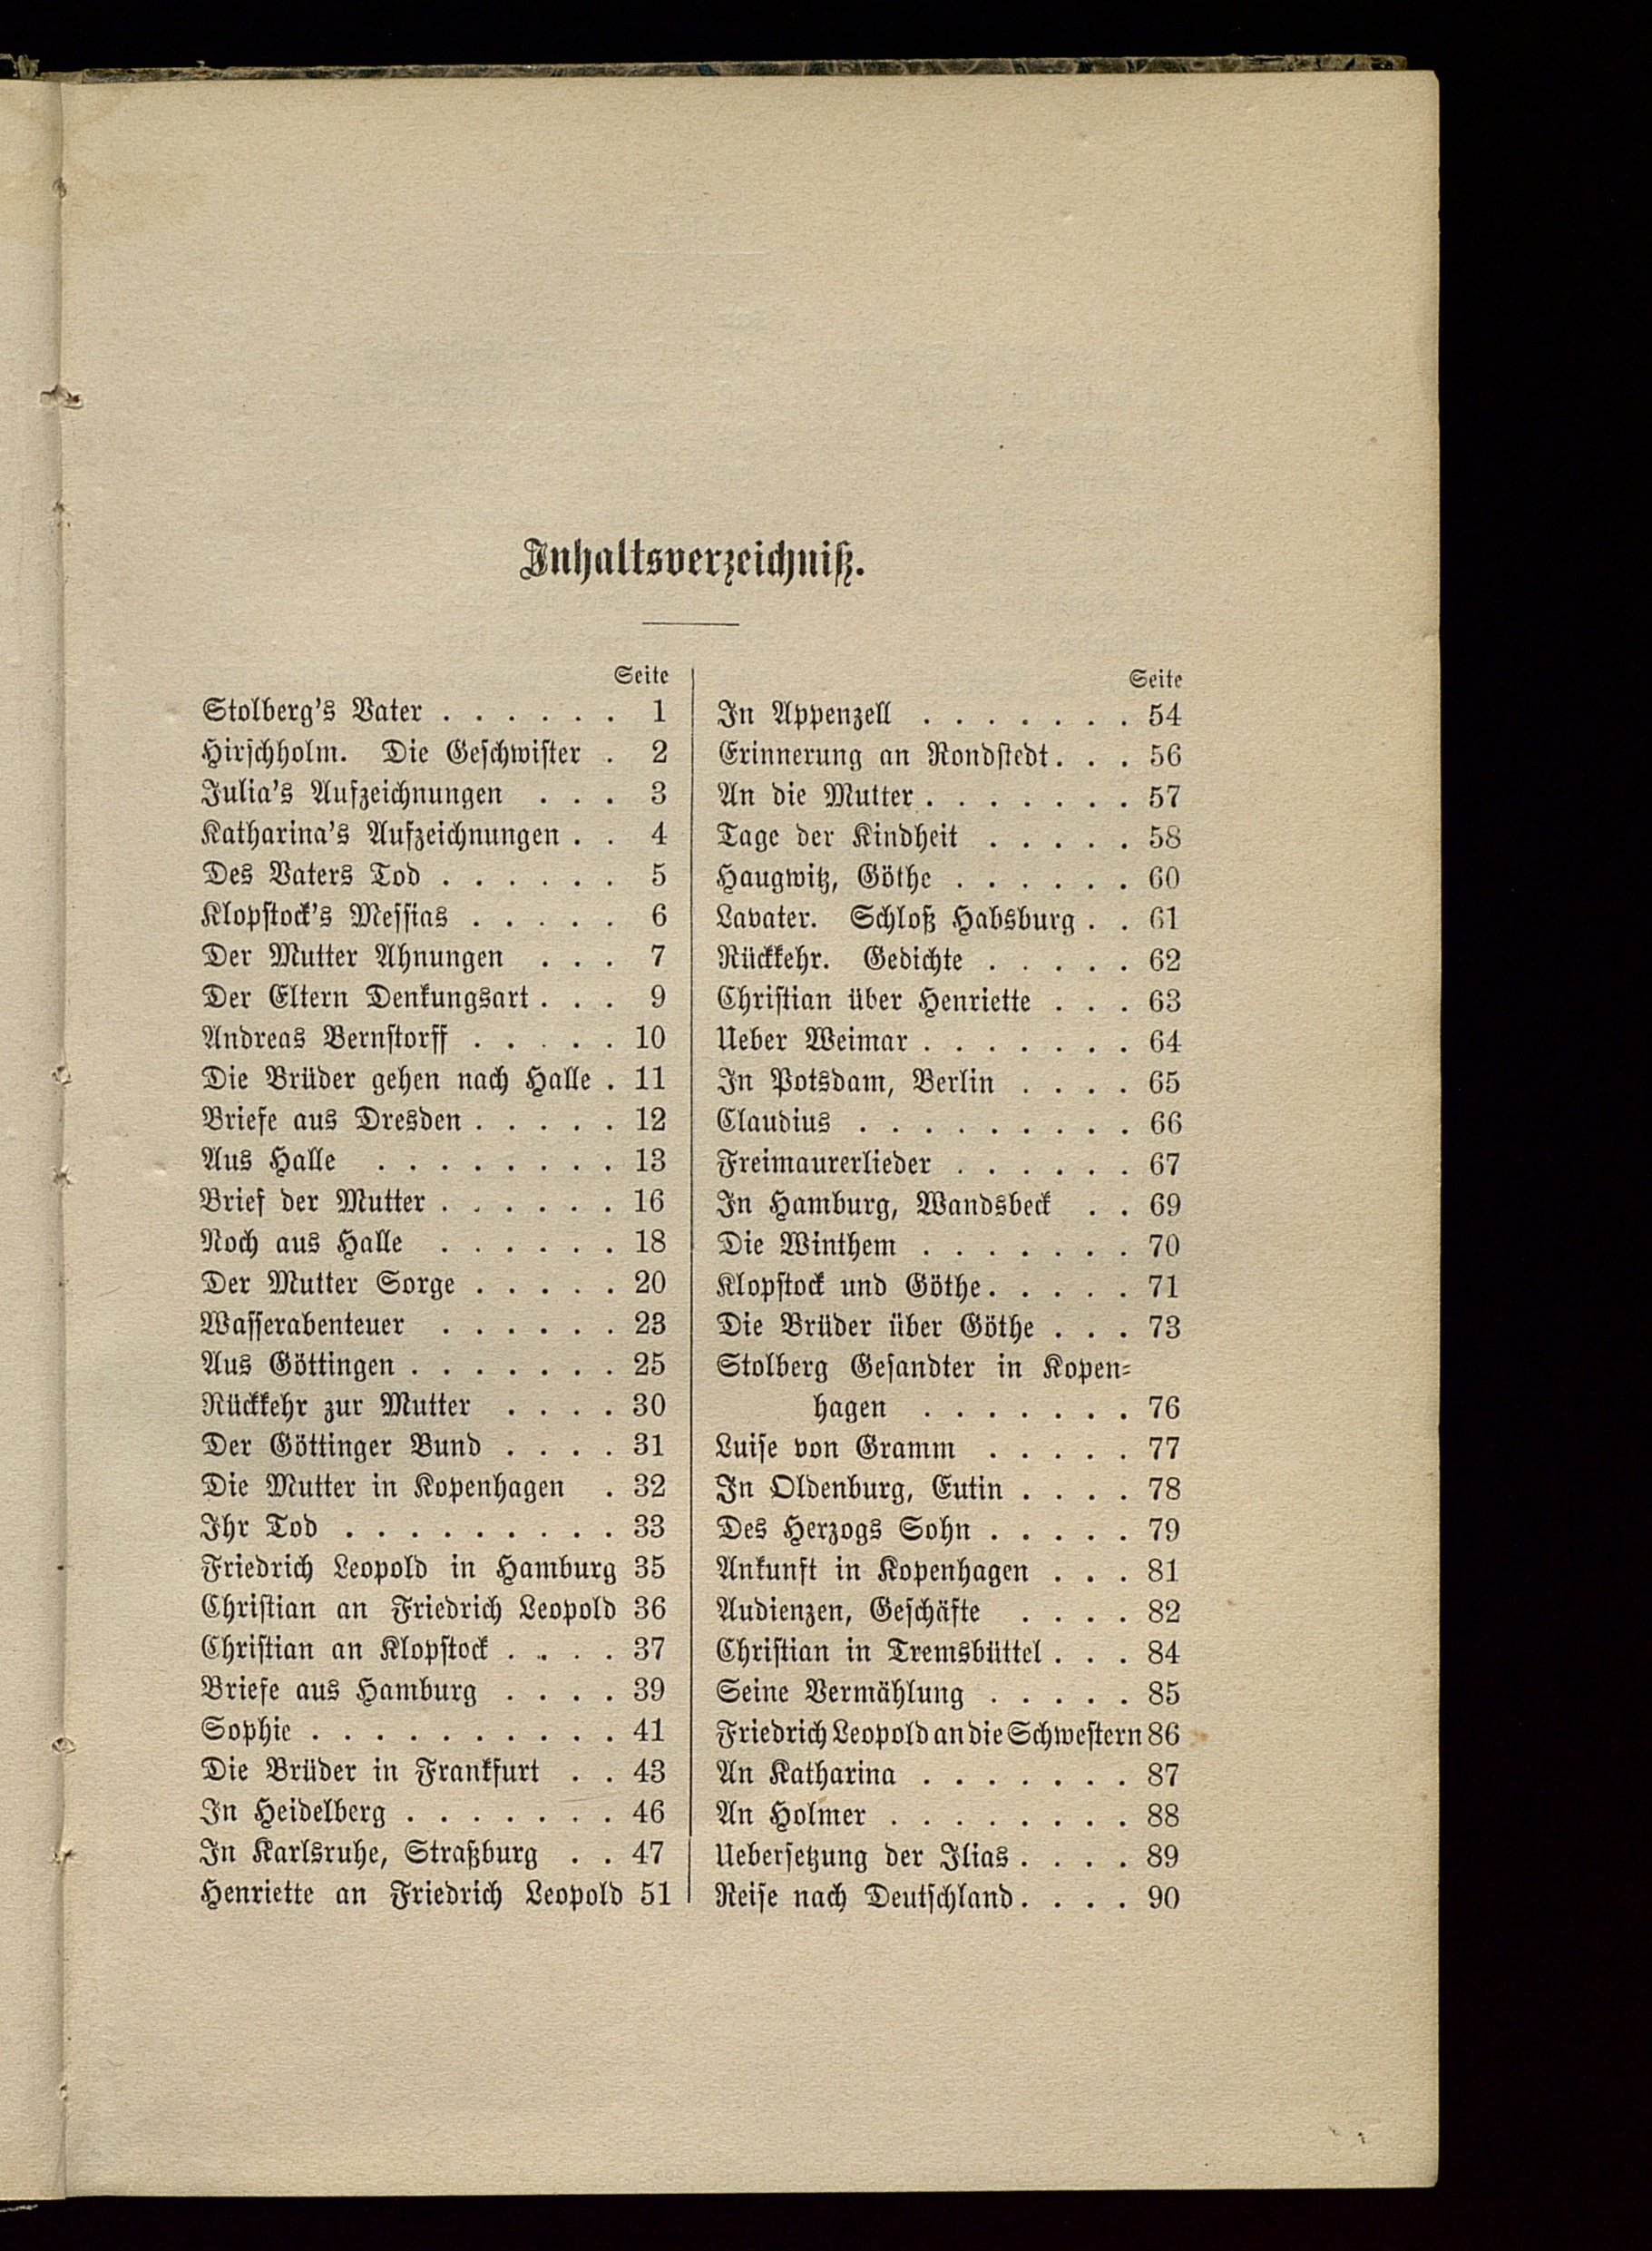 Inhaltsverzeichniß.
Seite
Stolberg's Vater . . . . . . 1
Hirschholm. Die Geschwister . 2
Julia's Aufzeichnungen . . . 3
Katharina's Aufzeichnungen . . 4
Des Vaters Tod . . . . . . 5
Klopstock's Messias . . . . . 6
Der Mutter Ahnungen . . . 7
Der Eltern Denkungsart . . . 9
Andreas Bernstorff . . . . . 10
Die Brüder gehen nach Halle . 11
Briefe aus Dresden . . . . . 12
Aus Halle . . . . . . . . 13
Brief der Mutter . . . . . . 16
Noch aus Halle . . . . . . 18
Der Mutter Sorge . . . . . 20
Wasserabenteuer . . . . . . 23
Aus Göttingen . . . . . . . 25
Rückkehr zur Mutter . . . . 30
Der Göttinger Bund . . . . 31
Die Mutter in Kopenhagen . 32
Ihr Tod . . . . . . . . . 33
Friedrich Leopold in Hamburg 35
Christian an Friedrich Leopold 36
Christian an Klopstock . . . . 37
Briefe aus Hamburg . . . . 39
Sophie . . . . . . . . . . 41
Die Brüder in Frankfurt . . 43
In Heidelberg . . . . . . . 46
In Karlsruhe, Straßburg . . 47
Henriette an Friedrich Leopold 51
Seite
In Appenzell . . . . . . . 54
Erinnerung an Rondstedt . . . 56
An die Mutter . . . . . . . 57
Tage der Kindheit . . . . . 58
Haugwitz, Göthe . . . . . . 60
Lavater. Schloß Habsburg . . 61
Rückkehr. Gedichte . . . . . 62
Christian über Henriette . . . 63
Ueber Weimar . . . . . . . 64
In Potsdam, Berlin . . . . 65
Claudius . . . . . . . . . 66
Freimaurerlieder . . . . . . 67
In Hamburg, Wandsbeck . . 69
Die Winthem . . . . . . . 70
Klopstock und Göthe . . . . . 71
Die Brüder über Göthe . . . 73
Stolberg Gesandter in Kopen-
hagen . . . . . . . 76
Luise von Gramm . . . . . 77
In Oldenburg, Eutin . . . . 78
Des Herzogs Sohn . . . . . 79
Ankunft in Kopenhagen . . . 81
Audienzen, Geschäfte . . . . 82
Christian in Tremsbüttel . . . 84
Seine Vermählung . . . . . 85
Friedrich Leopold an die Schwestern 86
An Katharina . . . . . . . 87
An Holmer . . . . . . . . 88
Uebersetzung der Ilias . . . . 89
Reise nach Deutschland . . . . 90